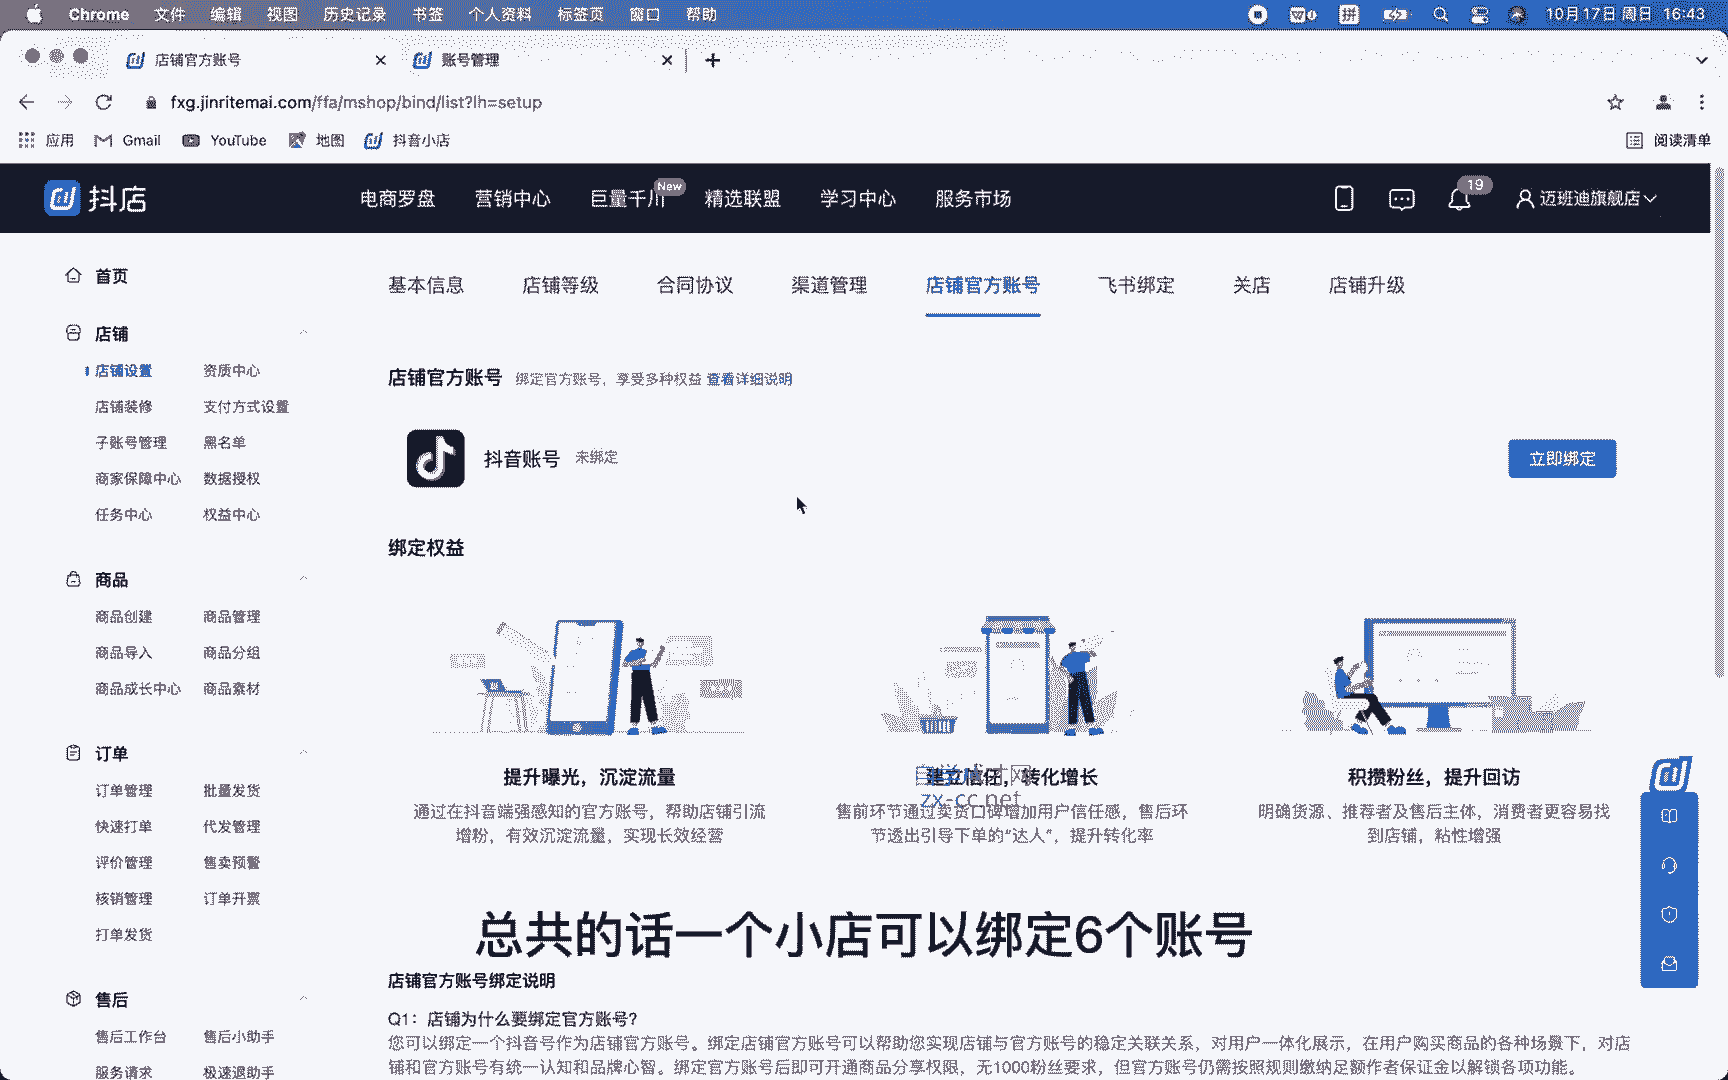 Chrome 文件 编辑 视图 历史记录 书签 个人资料 标签页 窗口 帮助 拼 10月17日 周日 16:43
店铺官方账号 账号管理
fxg.jinritemai.com/ffa/mshop/bind/list?lh=setup
应用 Gmail YouTube 地图 抖音小店 阅读清单
抖店 电商罗盘 营销中心 巨量千川 New 精选联盟 学习中心 服务市场 19 迈班迪旗舰店
基本信息 店铺等级 合同协议 渠道管理 店铺官方账号 飞书绑定 关店 店铺升级
首页
店铺
店铺设置 资质中心
店铺装修 支付方式设置
子账号管理 黑名单
商家保障中心 数据授权
任务中心 权益中心
商品
商品创建 商品管理
商品导入 商品分组
商品成长中心 商品素材
订单
订单管理 批量发货
快速打单 代发管理
评价管理 售卖预警
核销管理 订单开票
打单发货
售后
售后工作台 售后小助手
服务请求 极速退助手
店铺官方账号 绑定官方账号，享受多种权益 查看详细说明
抖音账号 未绑定 立即绑定
绑定权益
提升曝光，沉淀流量
通过在抖音端强感知的官方账号，帮助店铺引流
增粉，有效沉淀流量，实现长效经营
建立信任，转化增长
zx-cc.net
售前环节通过卖货口碑增加用户信任感，售后环
节透出引导下单的“达人”，提升转化率
积攒粉丝，提升回访
明确货源、推荐者及售后主体，消费者更容易找
到店铺，粘性增强
总共的话一个小店可以绑定6个账号
店铺官方账号绑定说明
Q1：店铺为什么要绑定官方账号?
您可以绑定一个抖音号作为店铺官方账号。绑定店铺官方账号可以帮助您实现店铺与官方账号的稳定关联关系，对用户一体化展示，在用户购买商品的各种场景下，对店
铺和官方账号有统一认知和品牌心智。绑定官方账号后即可开通商品分享权限，无1000粉丝要求，但官方账号仍需按照规则缴纳足额作者保证金以解锁各项功能。